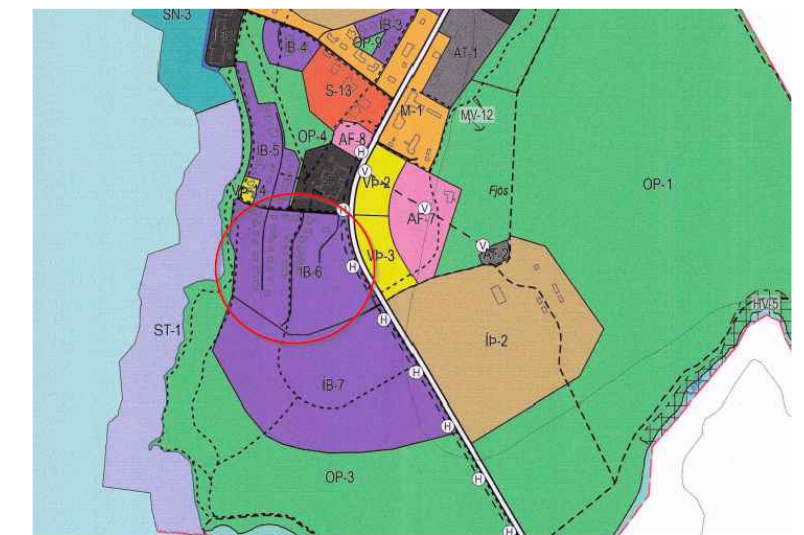 SN-3
ÍB-3
ÍB-4
OP-9
AT-1
S-13
M-1
MV-12
OP-4
AF-8
H
ÍB-5
V
VÞ-2
OP-1
Fjós
VÞ-14
H
AF-7
V
V
VÞ-3
ÍB-6
H
HV-5
H
ST-1
ÍÞ-2
H
ÍB-7
H
OP-3
H
H